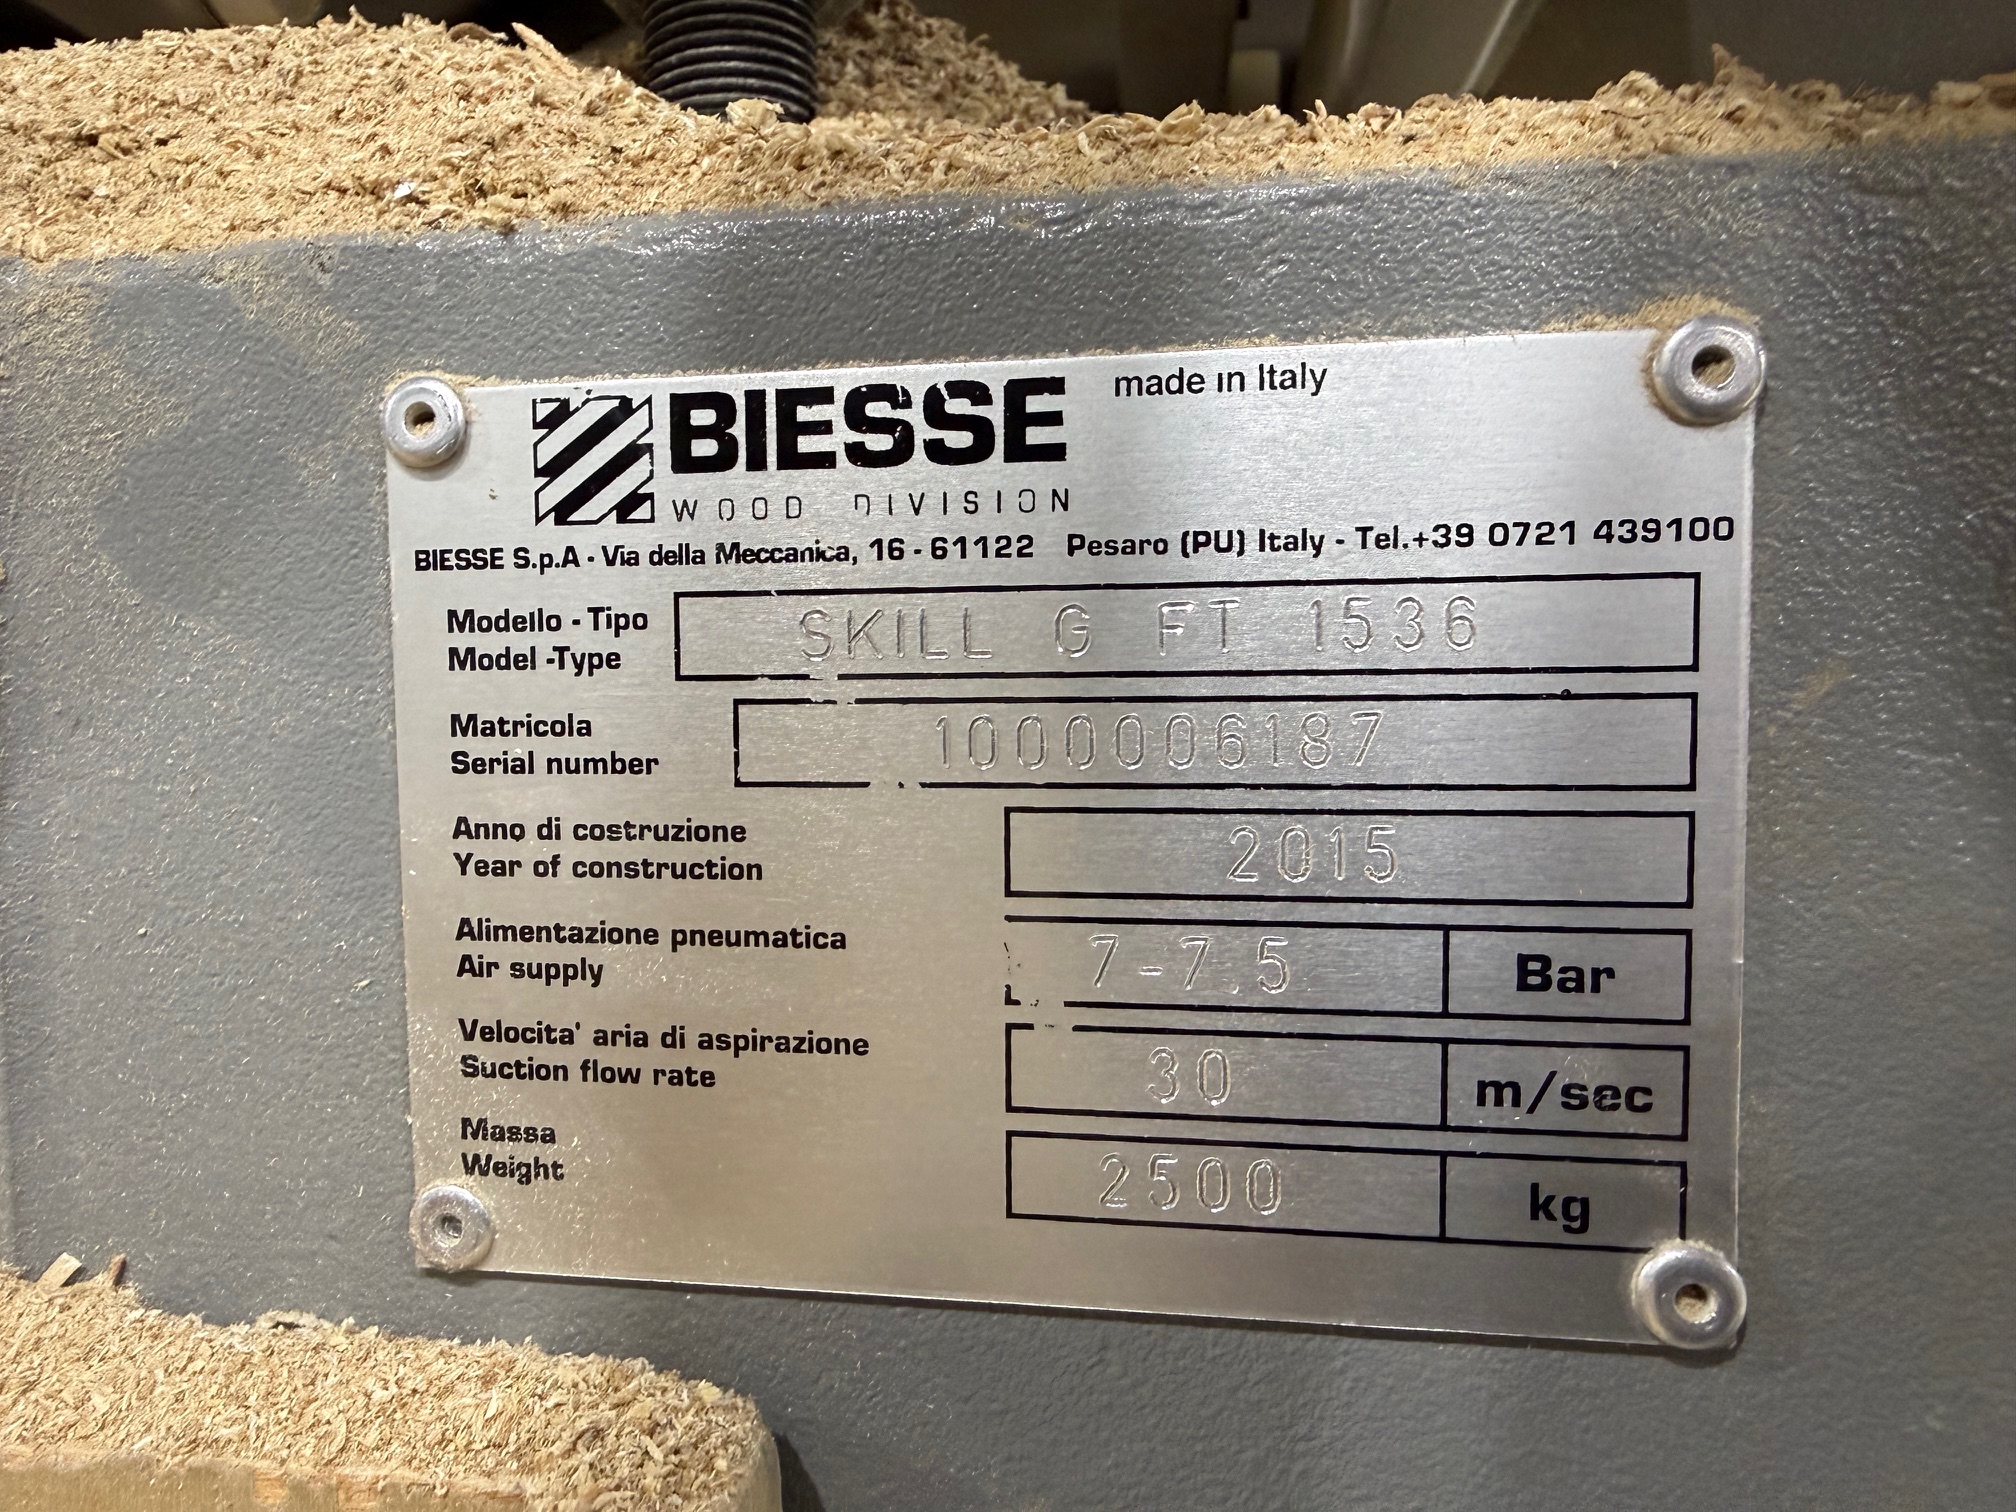 BIESSE made in Italy
WOOD DIVISION
BIESSE S.p.A - Via della Meccanica, 16 - 61122 Pesaro (PU) Italy - Tel.+39 0721 439100
Modello - Tipo
Model -Type
SKILL G FT 1536
Matricola
Serial number
1000006187
Anno di costruzione
Year of construction
2015
Alimentazione pneumatica
Air supply
7-7.5 Bar
Velocita' aria di aspirazione
Suction flow rate
30 m/sec
Massa
Weight
2500 kg